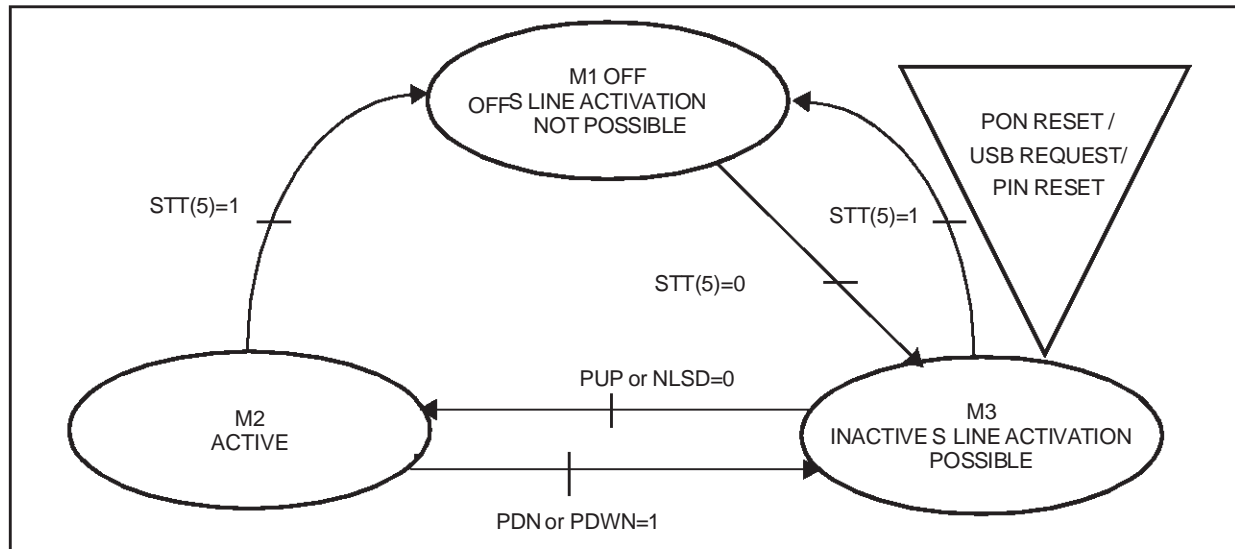 M1 OFF
OFFS LINE ACTIVATION
NOT POSSIBLE
PON RESET /
USB REQUEST/
PIN RESET
STT(5)=1
STT(5)=1
STT(5)=0
PUP or NLSD=0
M2
ACTIVE
M3
INACTIVE S LINE ACTIVATION
POSSIBLE
PDN or PDWN=1